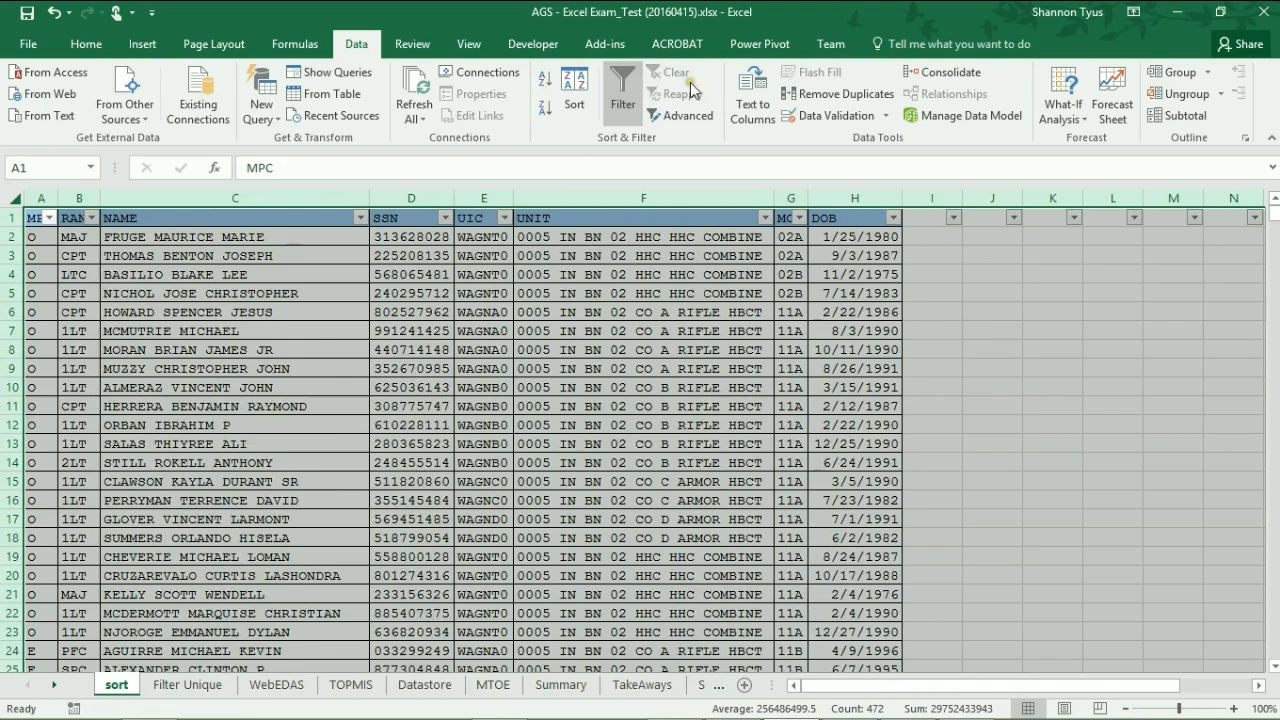 AGS - Excel Exam_Test (20160415).xlsx - Excel
Shannon Tyus
File Home Insert Page Layout Formulas Data Review View Developer Add-ins ACROBAT Power Pivot Team Tell me what you want to do Share
From Access
From Web
From Text
From Other
Sources
Existing
Connections
Get External Data
New
Query
Show Queries
From Table
Recent Sources
Get & Transform
Refresh
All
Connections
Properties
Edit Links
Connections
Sort
Filter
Clear
Advanced
Sort & Filter
Text to
Columns
Flash Fill
Remove Duplicates
Data Validation
Consolidate
Relationships
Manage Data Model
Data Tools
What-If
Analysis
Forecast
Sheet
Forecast
Group
Ungroup
Subtotal
Outline
A1 fx MPC
A B C D E F G H I J K L M N
1 NAME SSN UIC UNIT DOB
2 O MAJ FRUGE MAURICE MARIE 313628028 WAGNT0 0005 IN BN 02 HHC HHC COMBINE 02A 1/25/1980
3 O CPT THOMAS BENTON JOSEPH 225208135 WAGNT0 0005 IN BN 02 HHC HHC COMBINE 02A 9/3/1987
4 O LTC BASILIO BLAKE LEE 568065481 WAGNT0 0005 IN BN 02 HHC HHC COMBINE 02B 11/2/1975
5 O CPT NICHOL JOSE CHRISTOPHER 240295712 WAGNT0 0005 IN BN 02 HHC HHC COMBINE 02B 7/14/1983
6 O CPT HOWARD SPENCER JESUS 802527962 WAGNA0 0005 IN BN 02 CO A RIFLE HBCT 11A 2/22/1986
7 O 1LT MCMUTRIE MICHAEL 991241425 WAGNA0 0005 IN BN 02 CO A RIFLE HBCT 11A 8/3/1990
8 O 1LT MORAN BRIAN JAMES JR 440714148 WAGNA0 0005 IN BN 02 CO A RIFLE HBCT 11A 10/11/1990
9 O 1LT MUZZY CHRISTOPHER JOHN 352670985 WAGNA0 0005 IN BN 02 CO A RIFLE HBCT 11A 8/26/1991
10 O 1LT ALMERAZ VINCENT JOHN 625036143 WAGNB0 0005 IN BN 02 CO B RIFLE HBCT 11A 3/15/1991
11 O CPT HERRERA BENJAMIN RAYMOND 308775747 WAGNB0 0005 IN BN 02 CO B RIFLE HBCT 11A 2/12/1987
12 O 1LT ORBAN IBRAHIM P 610228111 WAGNB0 0005 IN BN 02 CO B RIFLE HBCT 11A 2/22/1990
13 O 1LT SALAS THIYREE ALI 280365823 WAGNB0 0005 IN BN 02 CO B RIFLE HBCT 11A 12/25/1990
14 O 2LT STILL ROKELL ANTHONY 248455514 WAGNB0 0005 IN BN 02 CO B RIFLE HBCT 11A 6/24/1991
15 O 1LT CLAWSON KAYLA DURANT SR 511820860 WAGNC0 0005 IN BN 02 CO C ARMOR HBCT 11A 3/5/1990
16 O 1LT PERRYMAN TERRENCE DAVID 355145484 WAGNC0 0005 IN BN 02 CO C ARMOR HBCT 11A 7/23/1982
17 O 1LT GLOVER VINCENT LARMONT 569451485 WAGND0 0005 IN BN 02 CO D ARMOR HBCT 11A 7/1/1991
18 O 1LT SUMMERS ORLANDO HISELA 518799054 WAGND0 0005 IN BN 02 CO D ARMOR HBCT 11A 6/2/1982
19 O 1LT CHEVERIE MICHAEL LOMAN 558800128 WAGNT0 0005 IN BN 02 HHC HHC COMBINE 11A 8/24/1987
20 O 1LT CRUZAREVALO CURTIS LASHONDRA 801274316 WAGNT0 0005 IN BN 02 HHC HHC COMBINE 11A 10/17/1988
21 O MAJ KELLY SCOTT WENDELL 233156326 WAGNT0 0005 IN BN 02 HHC HHC COMBINE 11A 2/4/1976
22 O 1LT MCDERMOTT MARQUISE CHRISTIAN 885407375 WAGNT0 0005 IN BN 02 HHC HHC COMBINE 11A 2/4/1990
23 O 1LT NJOROGE EMMANUEL DYLAN 636820934 WAGNT0 0005 IN BN 02 HHC HHC COMBINE 11A 12/27/1990
24 E PFC AGUIRRE MICHAEL KEVIN 033299249 WAGNA0 0005 IN BN 02 CO A RIFLE HBCT 11B 4/9/1996
25 E SPC ALEXANDER CLINTON P 877304848 WAGNA0 0005 IN BN 02 CO A RIFLE HBCT 11B 6/7/1995
sort Filter Unique WebEDAS TOPMIS Datastore MTOE Summary TakeAways S ...
Ready Average: 256486499.5 Count: 472 Sum: 29752433943 100%